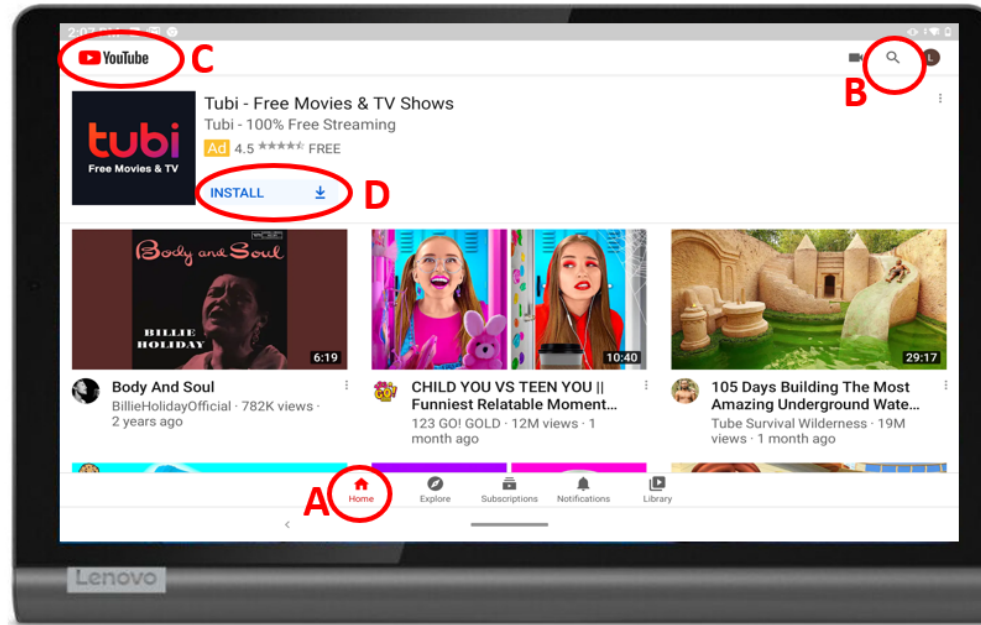 2:07 PM
YouTube
C
B
L
tubi
Free Movies & TV
Tubi - Free Movies & TV Shows
Tubi - 100% Free Streaming
Ad 4.5 FREE
INSTALL
D
Body and Soul
BILLIE
HOLIDAY
6:19
10:40
29:17
Body And Soul
BillieHolidayOfficial · 782K views ·
2 years ago
CHILD YOU VS TEEN YOU ||
Funniest Relatable Moment...
123 GO! GOLD · 12M views · 1
month ago
105 Days Building The Most
Amazing Underground Wate...
Tube Survival Wilderness · 19M
views · 1 month ago
A
Home
Explore
Subscriptions
Notifications
Library
Lenovo